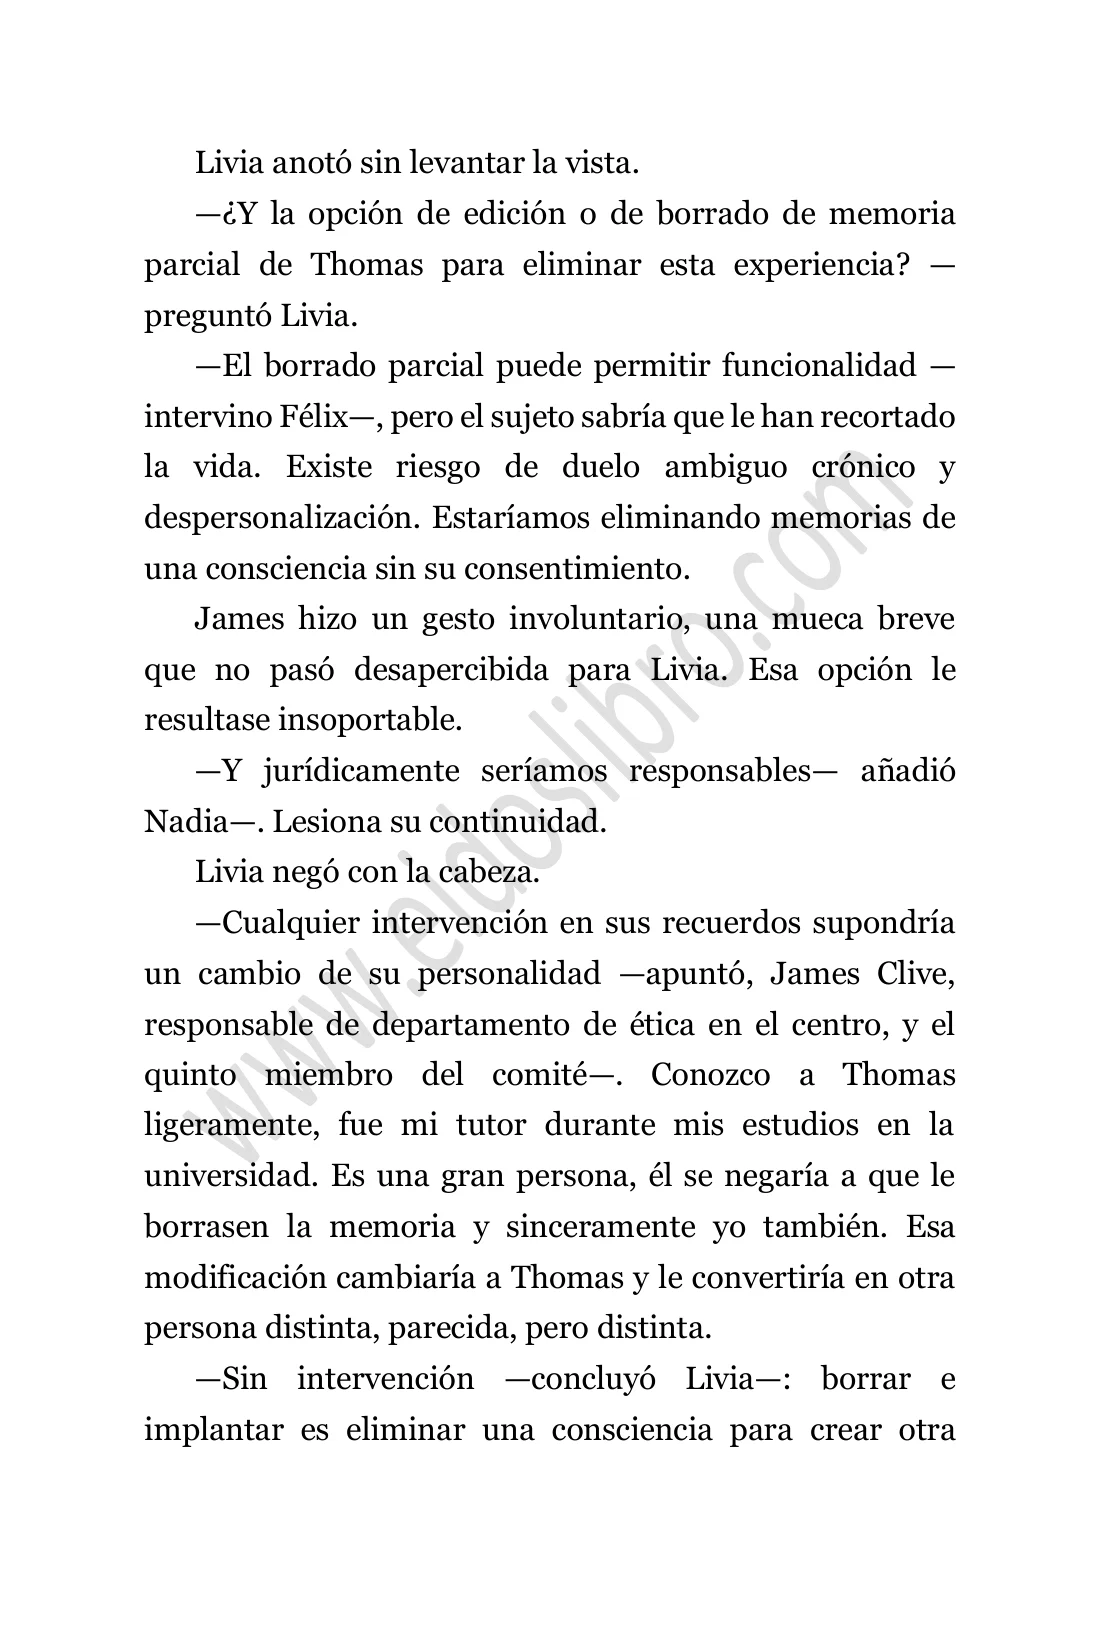 Livia anotó sin levantar la vista.
—¿Y la opción de edición o de borrado de memoria
parcial de Thomas para eliminar esta experiencia? —
preguntó Livia.
—El borrado parcial puede permitir funcionalidad —
intervino Félix—, pero el sujeto sabría que le han recortado
la vida. Existe riesgo de duelo ambiguo crónico y
despersonalización. Estaríamos eliminando memorias de
una consciencia sin su consentimiento.
James hizo un gesto involuntario, una mueca breve
que no pasó desapercibida para Livia. Esa opción le
resultase insoportable.
—Y jurídicamente seríamos responsables— añadió
Nadia—. Lesiona su continuidad.
Livia negó con la cabeza.
—Cualquier intervención en sus recuerdos supondría
un cambio de su personalidad —apuntó, James Clive,
responsable de departamento de ética en el centro, y el
quinto miembro del comité—. Conozco a Thomas
ligeramente, fue mi tutor durante mis estudios en la
universidad. Es una gran persona, él se negaría a que le
borrasen la memoria y sinceramente yo también. Esa
modificación cambiaría a Thomas y le convertiría en otra
persona distinta, parecida, pero distinta.
—Sin intervención —concluyó Livia—: borrar e
implantar es eliminar una consciencia para crear otra
www.eldoslibro.com